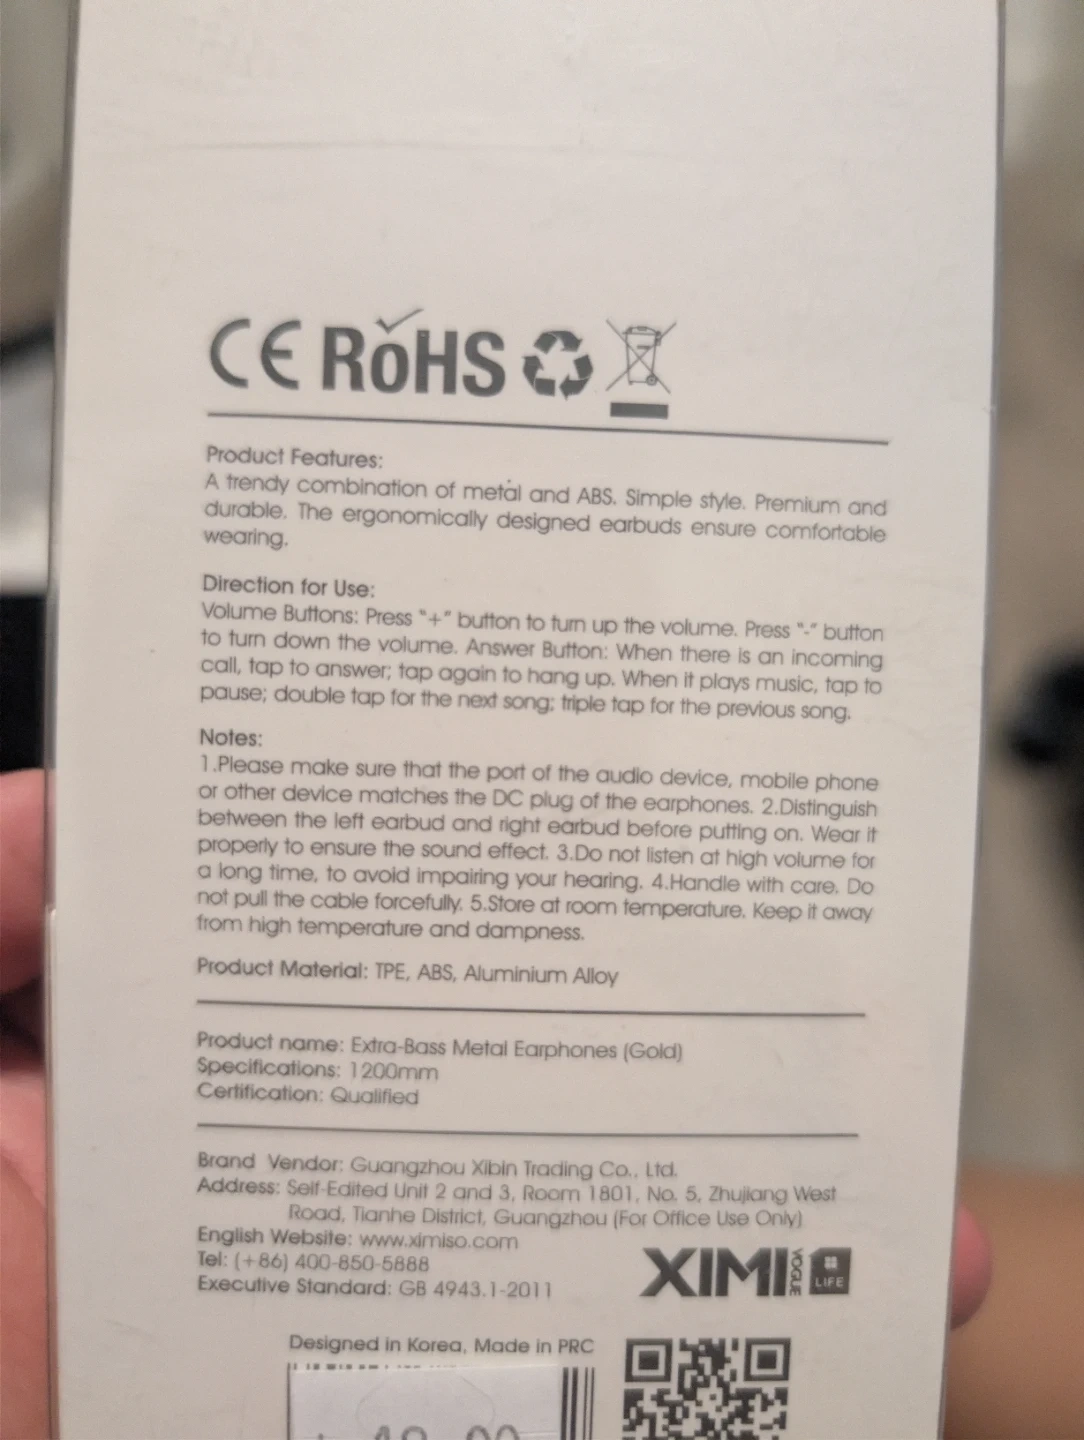 CE RoHS
Product Features:
A trendy combination of metal and ABS. Simple style. Premium and
durable. The ergonomically designed earbuds ensure comfortable
wearing.
Direction for Use:
Volume Buttons: Press "+" button to turn up the volume. Press "-" button
to turn down the volume. Answer Button: When there is an incoming
call, tap to answer; tap again to hang up. When it plays music, tap to
pause; double tap for the next song; triple tap for the previous song.
Notes:
1.Please make sure that the port of the audio device, mobile phone
or other device matches the DC plug of the earphones. 2.Distinguish
between the left earbud and right earbud before putting on. Wear it
properly to ensure the sound effect. 3.Do not listen at high volume for
a long time, to avoid impairing your hearing. 4.Handle with care. Do
not pull the cable forcefully. 5.Store at room temperature. Keep it away
from high temperature and dampness.
Product Material: TPE, ABS, Aluminium Alloy
Product name: Extra-Bass Metal Earphones (Gold)
Specifications: 1200mm
Certification: Qualified
Brand Vendor: Guangzhou Xibin Trading Co., Ltd.
Address: Self-Edited Unit 2 and 3, Room 1801, No. 5, Zhujiang West
Road, Tianhe District, Guangzhou (For Office Use Only)
English Website: www.ximiso.com
Tel: (+86) 400-850-5888
Executive Standard: GB 4943.1-2011
XIMI VOGUE LIFE
Designed in Korea, Made in PRC